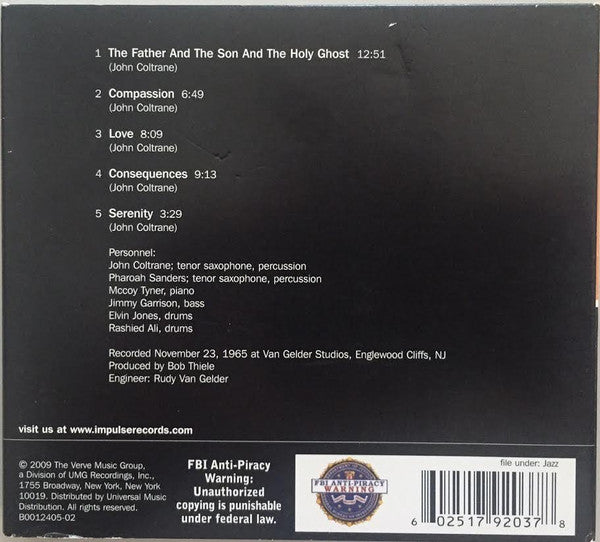 1 The Father And The Son And The Holy Ghost 12:51
(John Coltrane)
2 Compassion 6:49
(John Coltrane)
3 Love 8:09
(John Coltrane)
4 Consequences 9:13
(John Coltrane)
5 Serenity 3:29
(John Coltrane)
Personnel:
John Coltrane; tenor saxophone, percussion
Pharoah Sanders; tenor saxophone, percussion
Mccoy Tyner, piano
Jimmy Garrison, bass
Elvin Jones, drums
Rashied Ali, drums
Recorded November 23, 1965 at Van Gelder Studios, Englewood Cliffs, NJ
Produced by Bob Thiele
Engineer: Rudy Van Gelder
visit us at www.impulserecords.com
© 2009 The Verve Music Group,
a Division of UMG Recordings, Inc.,
1755 Broadway, New York, New York
10019. Distributed by Universal Music
Distribution. All Rights Reserved.
B0012405-02
FBI Anti-Piracy
Warning:
Unauthorized
copying is punishable
under federal law.
FBI ANTI-PIRACY
WARNING
file under: Jazz
6 02517 92037 8